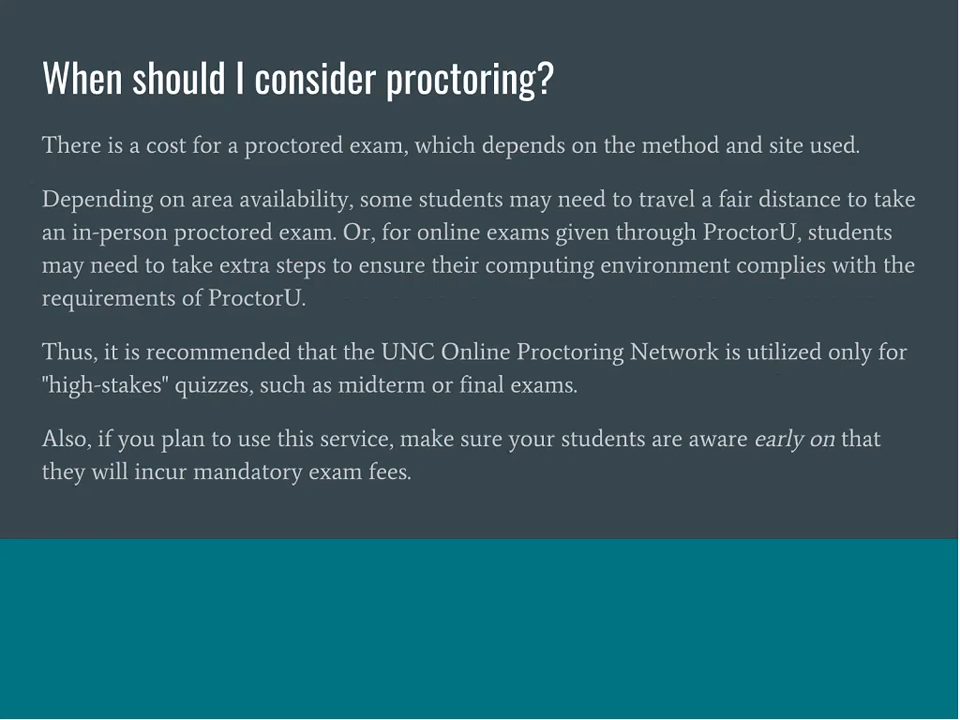 When should I consider proctoring?
There is a cost for a proctored exam, which depends on the method and site used.
Depending on area availability, some students may need to travel a fair distance to take
an in-person proctored exam. Or, for online exams given through ProctorU, students
may need to take extra steps to ensure their computing environment complies with the
requirements of ProctorU.
Thus, it is recommended that the UNC Online Proctoring Network is utilized only for
"high-stakes" quizzes, such as midterm or final exams.
Also, if you plan to use this service, make sure your students are aware early on that
they will incur mandatory exam fees.